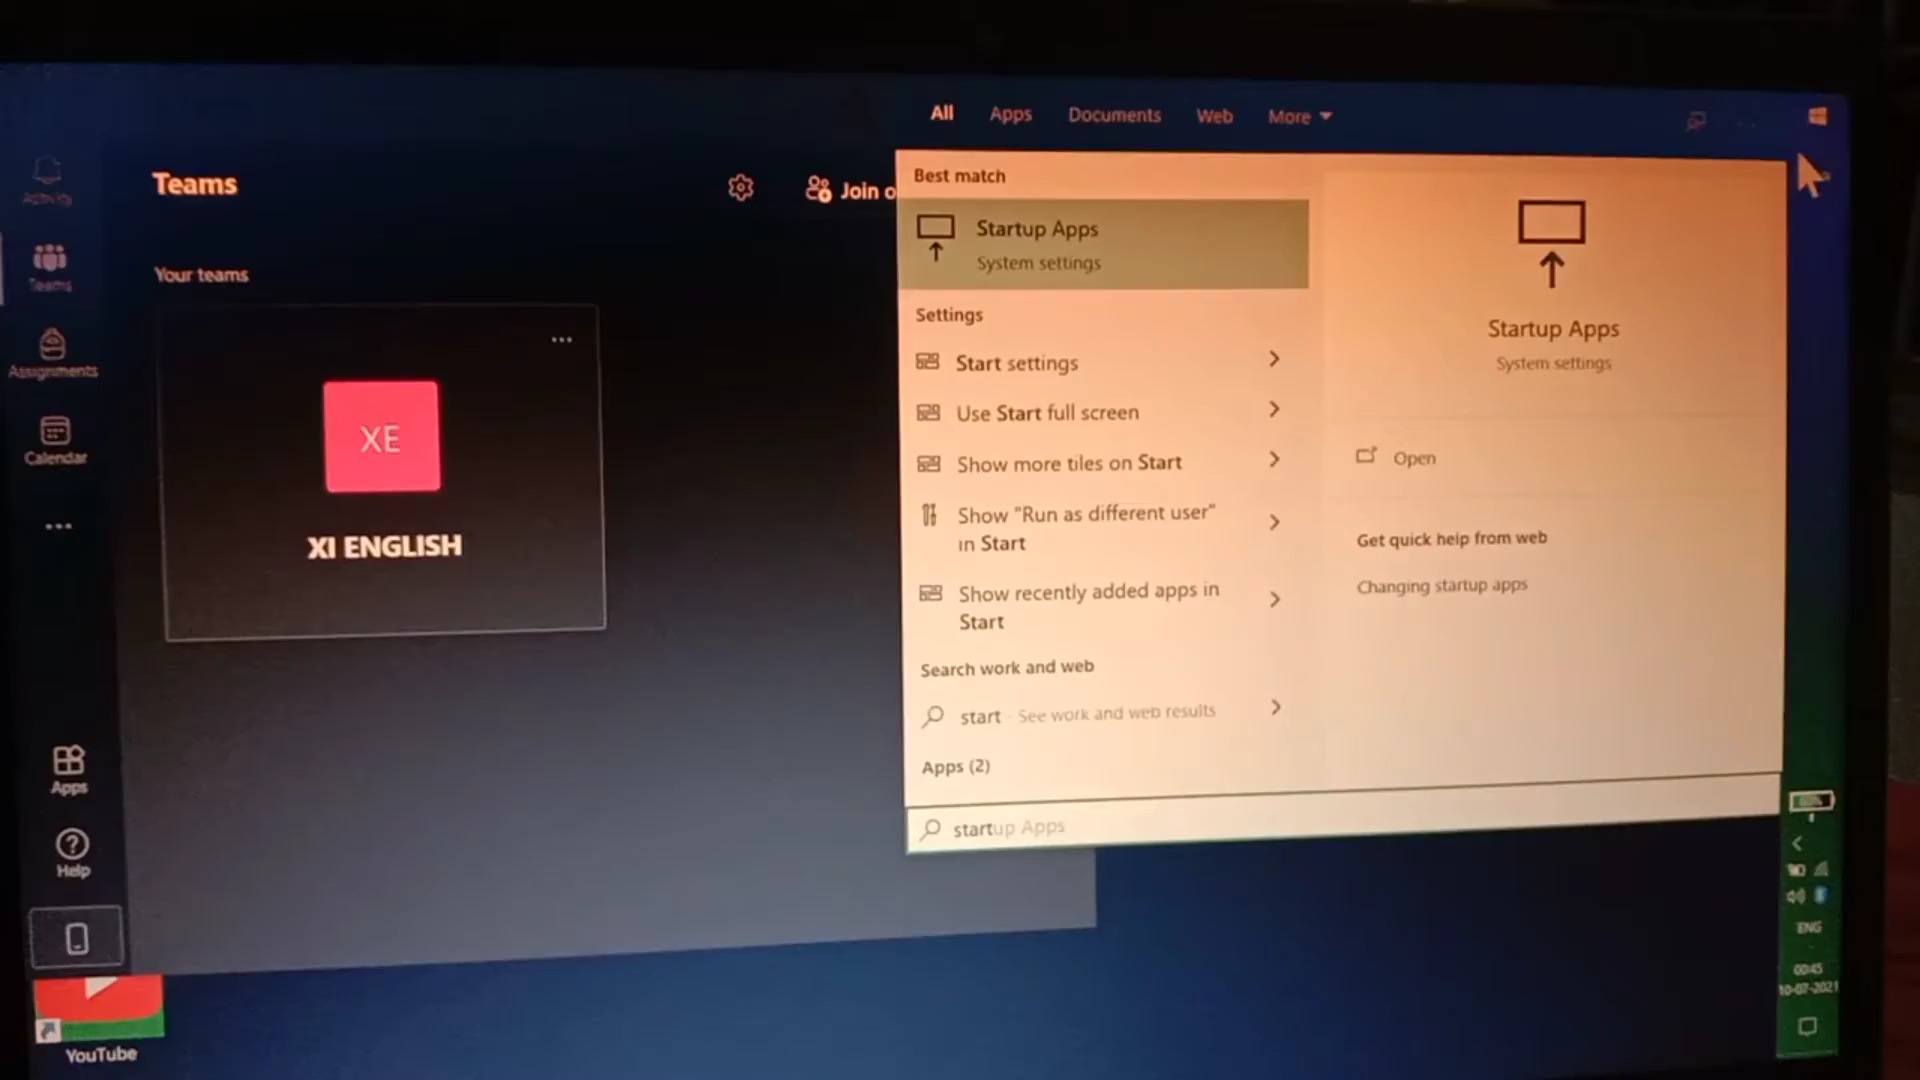 All Apps Documents Web More
Activity
Teams
Assignments
Calendar
Apps
Help
YouTube
Teams
Join o
Your teams
XE
XI ENGLISH
Best match
Startup Apps
System settings
Settings
Start settings
Use Start full screen
Show more tiles on Start
Show "Run as different user"
in Start
Show recently added apps in
Start
Search work and web
start - See work and web results
Apps (2)
startup Apps
Startup Apps
System settings
Open
Get quick help from web
Changing startup apps
ENG
00:45
10-07-2021